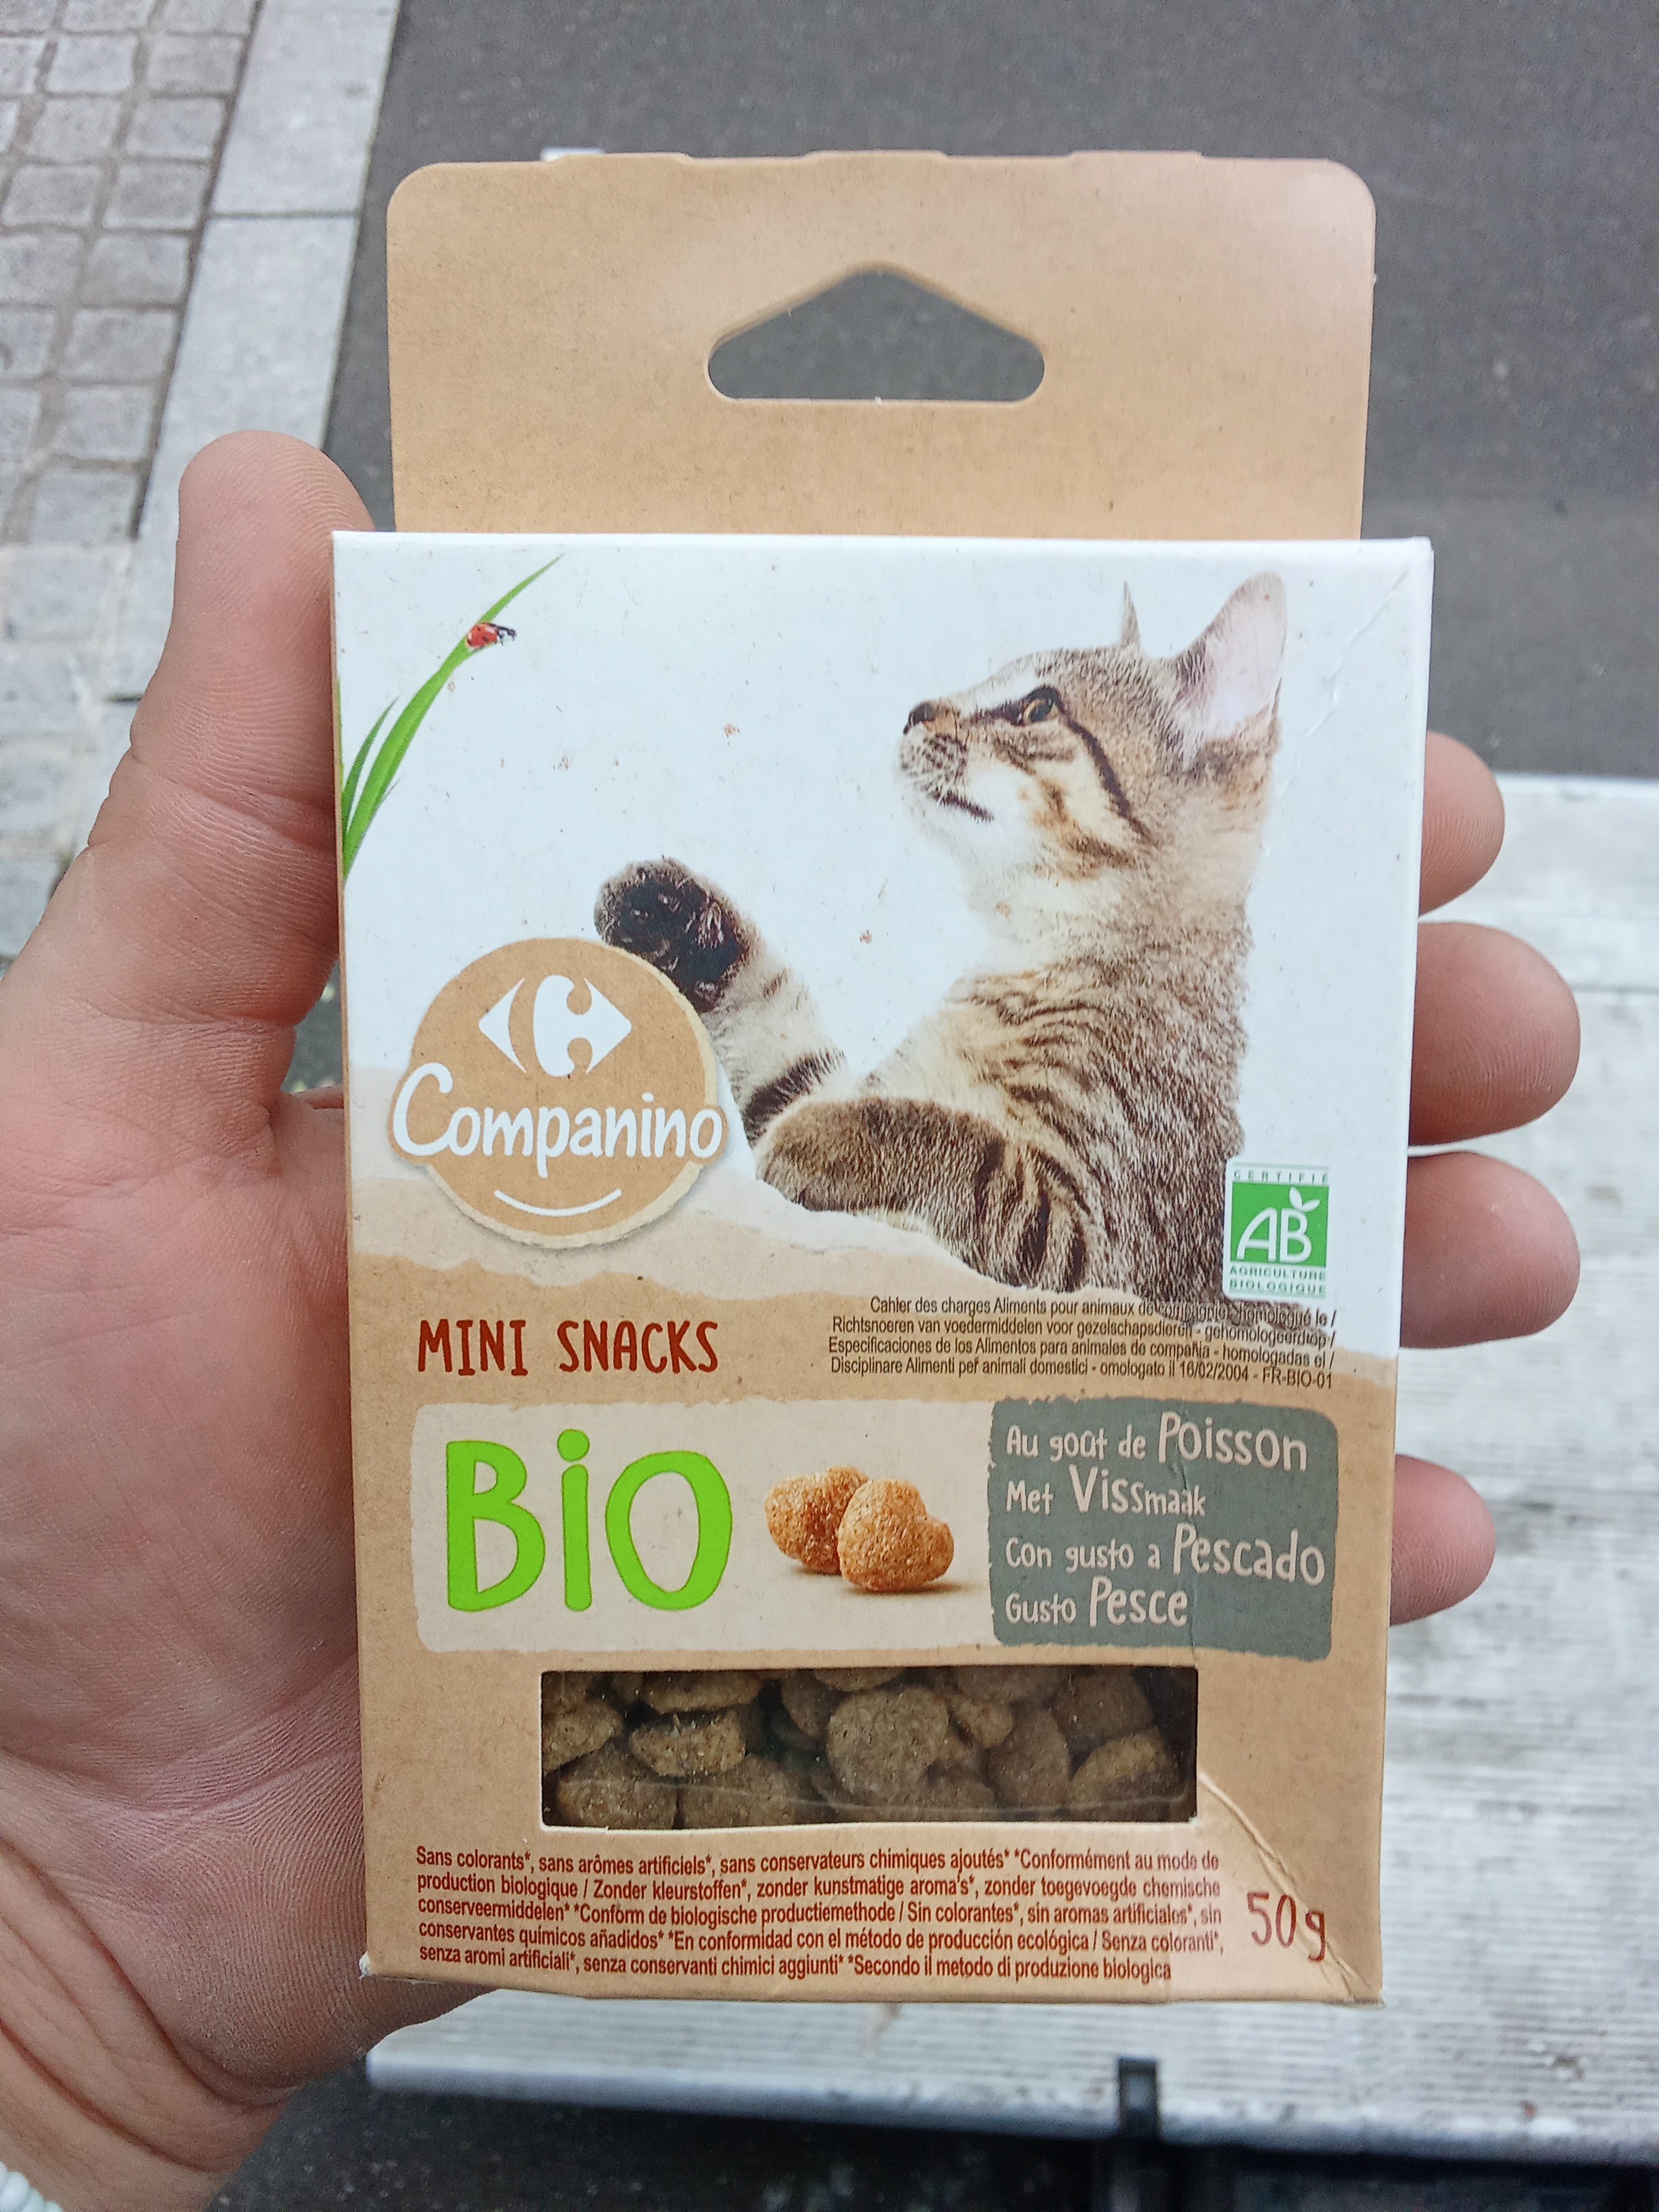 Companino
CERTIFIÉ
AB
AGRICULTURE
BIOLOGIQUE
MINI SNACKS
Cahier des charges Aliments pour animaux de compagnie - homologué le /
Richtsnoeren van voedermiddelen voor gezelschapsdieren - gehomologeerd op /
Especificaciones de los Alimentos para animales de compañia - homologadas el /
Disciplinare Alimenti per animali domestici - omologato il 16/02/2004 - FR-BIO-01
BiO
Au goût de Poisson
Met Vissmaak
Con gusto a Pescado
Gusto Pesce
Sans colorants*, sans arômes artificiels*, sans conservateurs chimiques ajoutés* *Conformément au mode de
production biologique / Zonder kleurstoffen*, zonder kunstmatige aroma's*, zonder toegevoegde chemische
conserveermiddelen* *Conform de biologische productiemethode / Sin colorantes*, sin aromas artificiales*, sin
conservantes químicos añadidos* *En conformidad con el método de producción ecológica / Senza coloranti*,
senza aromi artificiali*, senza conservanti chimici aggiunti* *Secondo il metodo di produzione biologica
50g